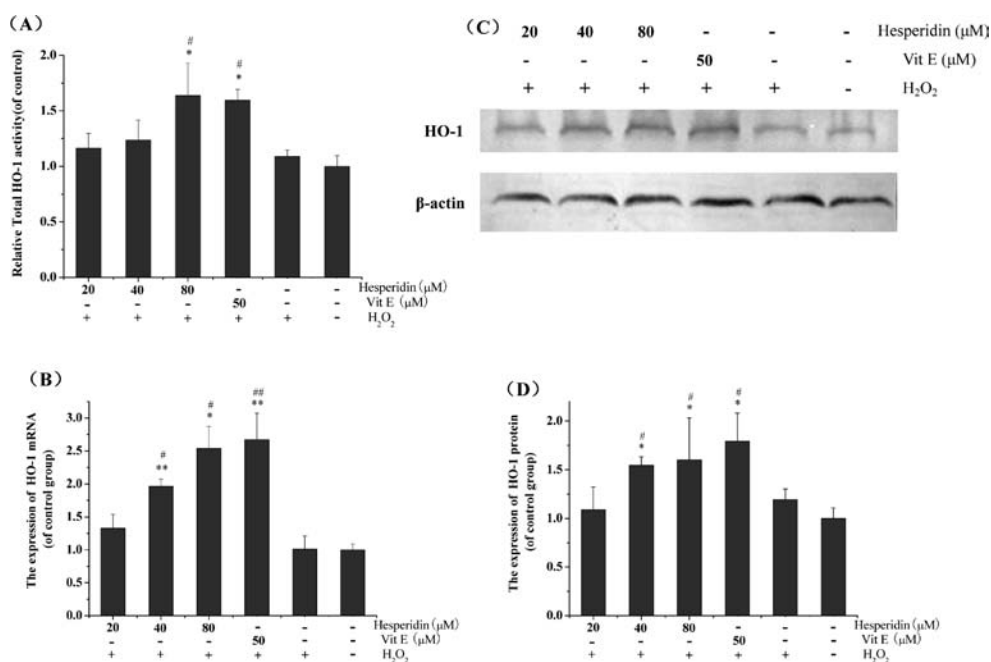 (A)
Relative Total HO-1 activity(of control)
2.0
1.5
1.0
0.5
0.0
#
*
#
*
20 40 80 - - - Hesperidin (μM)
- - - 50 - - Vit E (μM)
+ + + + + - H₂O₂
(C)
20 40 80 - - - Hesperidin (μM)
- - - 50 - - Vit E (μM)
+ + + + + - H₂O₂
HO-1
β-actin
(B)
The expression of HO-1 mRNA
(of control group)
3.0
2.5
2.0
1.5
1.0
0.5
0.0
#
**
#
*
##
**
20 40 80 - - - Hesperidin (μM)
- - - 50 - - Vit E (μM)
+ + + + + - H₂O₂
(D)
The expression of HO-1 protein
(of control group)
2.0
1.5
1.0
0.5
0.0
#
*
#
*
#
*
20 40 80 - - - Hesperidin (μM)
- - - 50 - - Vit E (μM)
+ + + + + - H₂O₂